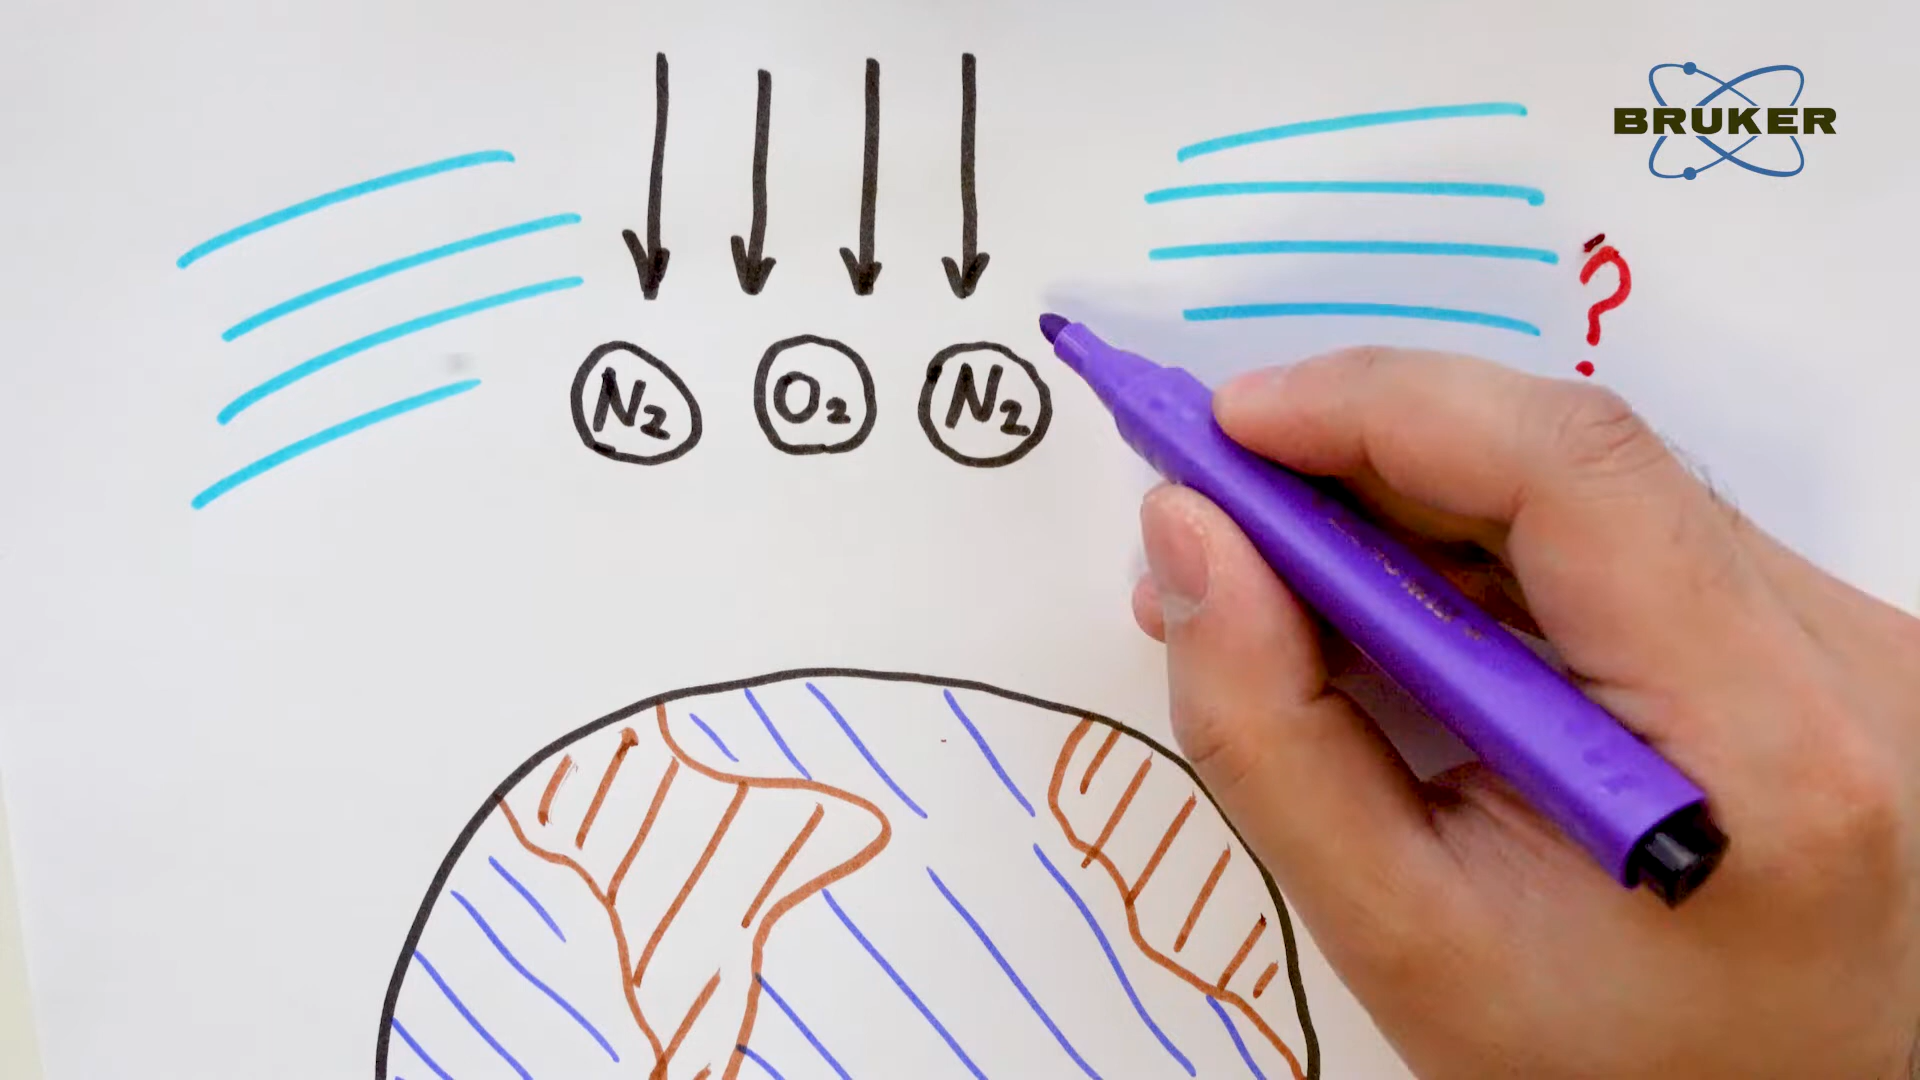 BRUKER
?
N₂ O₂ N₂